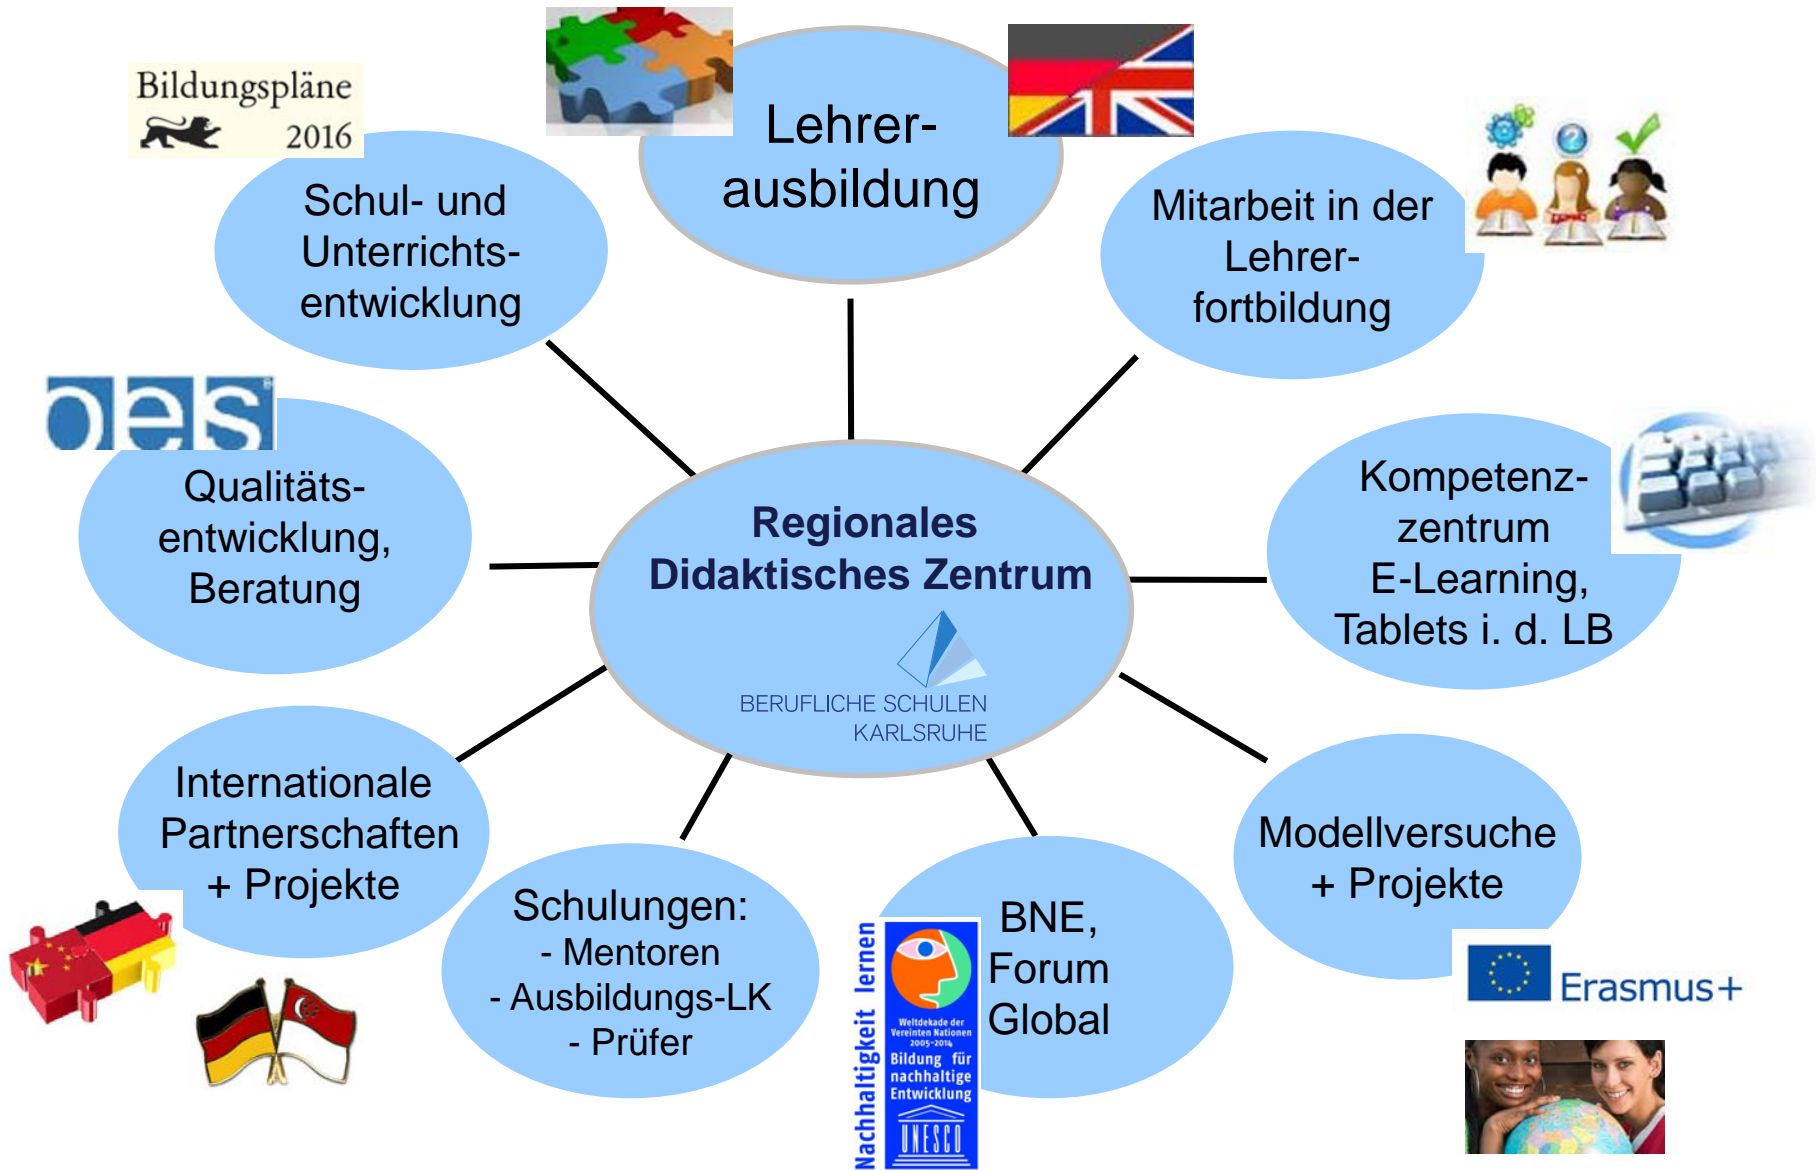 Bildungspläne
2016
Lehrer-
ausbildung
Schul- und
Unterrichts-
entwicklung
Mitarbeit in der
Lehrer-
fortbildung
oes®
Qualitäts-
entwicklung,
Beratung
Regionales
Didaktisches Zentrum
BERUFLICHE SCHULEN
KARLSRUHE
Kompetenz-
zentrum
E-Learning,
Tablets i. d. LB
Internationale
Partnerschaften
+ Projekte
Schulungen:
- Mentoren
- Ausbildungs-LK
- Prüfer
BNE,
Forum
Global
Nachhaltigkeit lernen
Weltdekade der
Vereinten Nationen
2005-2014
Bildung für
nachhaltige
Entwicklung
UNESCO
Modellversuche
+ Projekte
Erasmus+